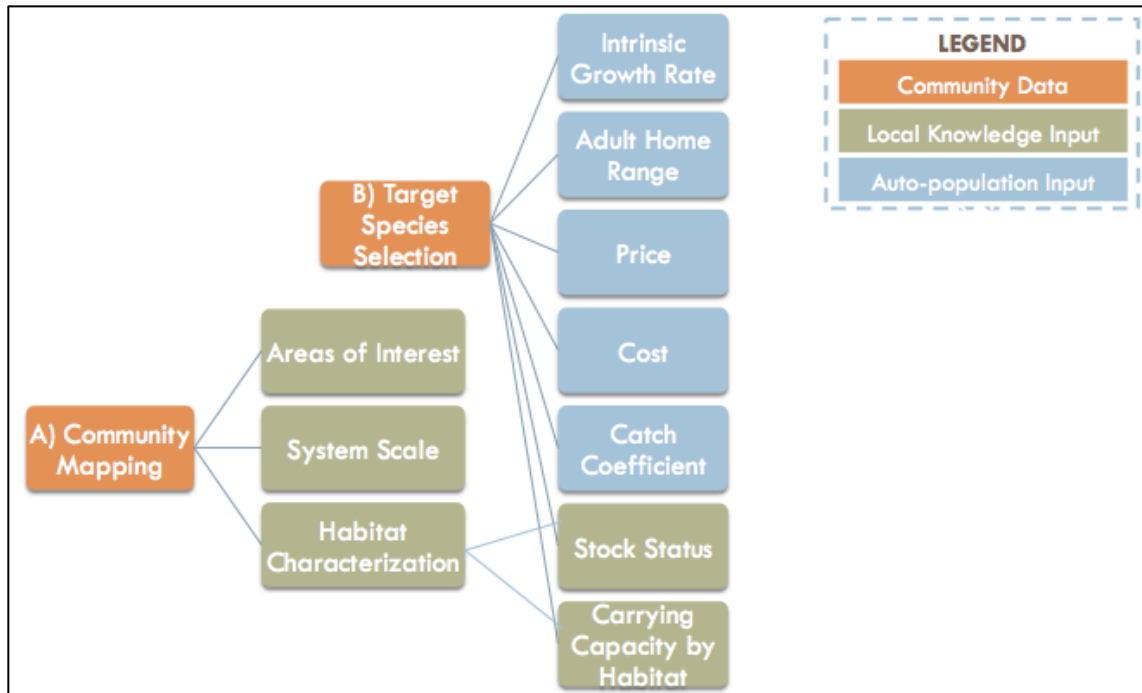 Intrinsic
Growth Rate
Adult Home
Range
B) Target
Species
Selection
Price
Cost
Catch
Coefficient
Stock Status
Carrying
Capacity by
Habitat
A) Community
Mapping
Areas of Interest
System Scale
Habitat
Characterization
LEGEND
Community Data
Local Knowledge Input
Auto-population Input